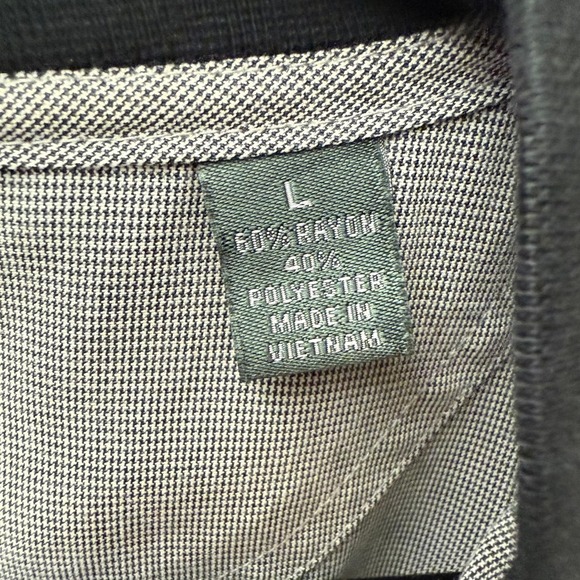 L
60% RAYON
40%
POLYESTER
MADE IN
VIETNAM